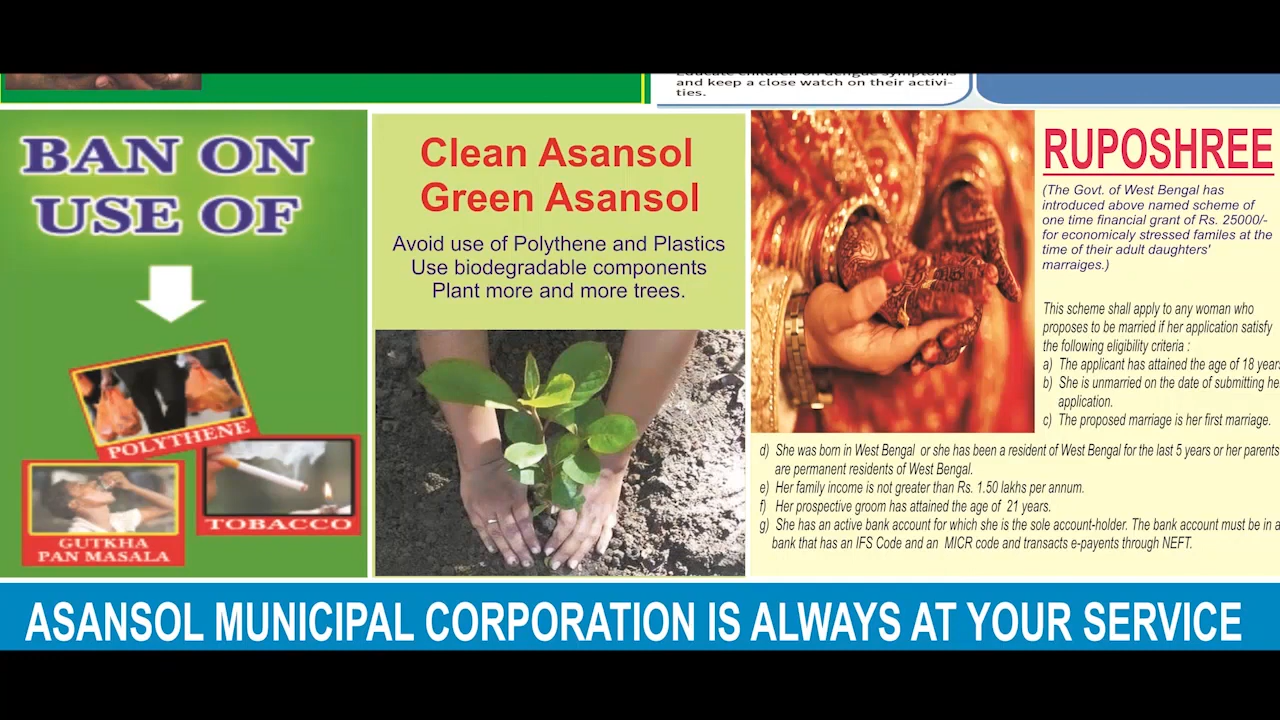 Educate children on dengue symptoms
and keep a close watch on their activi-
ties.
BAN ON
USE OF
POLYTHENE
TOBACCO
GUTKHA
PAN MASALA
Clean Asansol
Green Asansol
Avoid use of Polythene and Plastics
Use biodegradable components
Plant more and more trees.
RUPOSHREE
(The Govt. of West Bengal has
introduced above named scheme of
one time financial grant of Rs. 25000/-
for economicaly stressed familes at the
time of their adult daughters'
marraiges.)
This scheme shall apply to any woman who
proposes to be married if her application satisfy
the following eligibility criteria :
a) The applicant has attained the age of 18 years
b) She is unmarried on the date of submitting he
application.
c) The proposed marriage is her first marriage.
d) She was born in West Bengal or she has been a resident of West Bengal for the last 5 years or her parents
are permanent residents of West Bengal.
e) Her family income is not greater than Rs. 1.50 lakhs per annum.
f) Her prospective groom has attained the age of 21 years.
g) She has an active bank account for which she is the sole account-holder. The bank account must be in a
bank that has an IFS Code and an MICR code and transacts e-payents through NEFT.
ASANSOL MUNICIPAL CORPORATION IS ALWAYS AT YOUR SERVICE